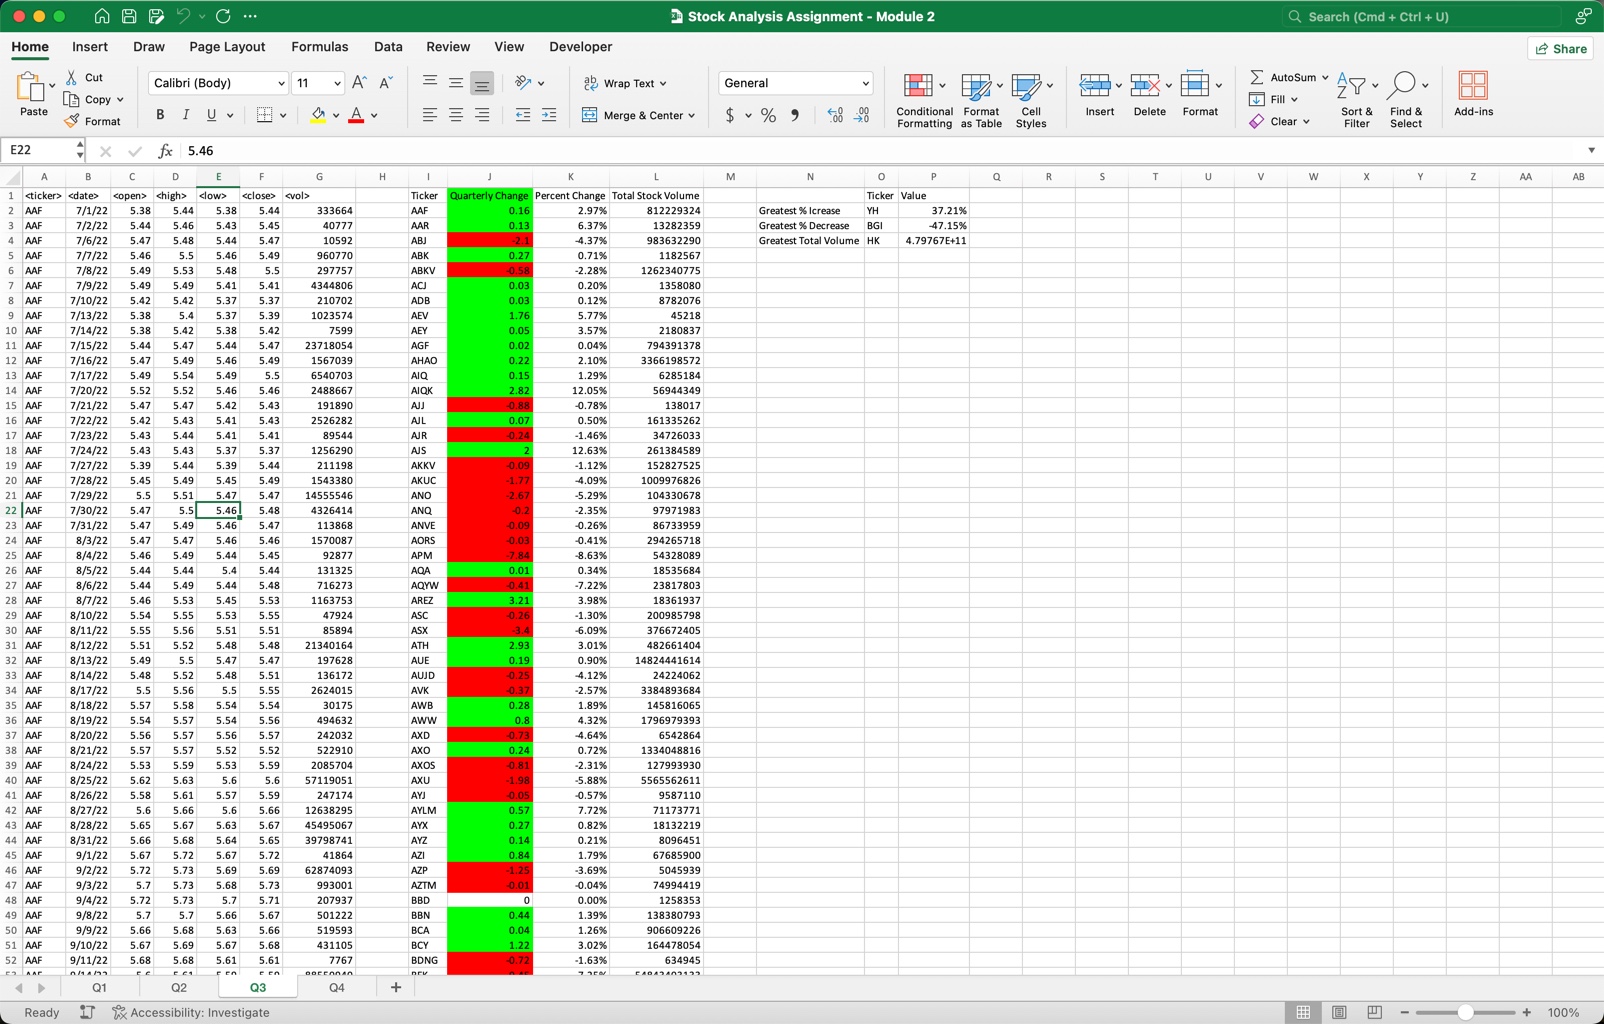 Stock Analysis Assignment - Module 2
Search (Cmd + Ctrl + U)
Home Insert Draw Page Layout Formulas Data Review View Developer
Share
Paste
Cut
Copy
Format
Calibri (Body) 11
Wrap Text
Merge & Center
General
Conditional Formatting
Format as Table
Cell Styles
Insert Delete Format
AutoSum
Fill
Clear
Sort & Filter
Find & Select
Add-ins
E22 fx 5.46
A B C D E F G H I J K L M N O P Q R S T U V W X Y Z AA AB
1 <ticker> <date> <open> <high> <low> <close> <vol> Ticker Quarterly Change Percent Change Total Stock Volume Ticker Value
2 AAF 7/1/22 5.38 5.44 5.38 5.44 333664 AAF 0.16 2.97% 812229324 Greatest % Icrease YH 37.21%
3 AAF 7/2/22 5.44 5.46 5.43 5.45 40777 AAR 0.13 6.37% 13282359 Greatest % Decrease BGI -47.15%
4 AAF 7/6/22 5.47 5.48 5.44 5.47 10592 ABJ -2.1 -4.37% 983632290 Greatest Total Volume HK 4.79767E+11
5 AAF 7/7/22 5.46 5.5 5.46 5.49 960770 ABK 0.27 0.71% 1182567
6 AAF 7/8/22 5.49 5.53 5.48 5.5 297757 ABKV -0.58 -2.28% 1262340775
7 AAF 7/9/22 5.49 5.49 5.41 5.41 4344806 ACJ 0.03 0.20% 1358080
8 AAF 7/10/22 5.42 5.42 5.37 5.37 210702 ADB 0.03 0.12% 8782076
9 AAF 7/13/22 5.38 5.4 5.37 5.39 1023574 AEV 1.76 5.77% 45218
10 AAF 7/14/22 5.38 5.42 5.38 5.42 7599 AEY 0.05 3.57% 2180837
11 AAF 7/15/22 5.44 5.47 5.44 5.47 23718054 AGF 0.02 0.04% 794391378
12 AAF 7/16/22 5.47 5.49 5.46 5.49 1567039 AHAO 0.22 2.10% 3366198572
13 AAF 7/17/22 5.49 5.54 5.49 5.5 6540703 AIQ 0.15 1.29% 6285184
14 AAF 7/20/22 5.52 5.52 5.46 5.46 2488667 AIQK 2.82 12.05% 56944349
15 AAF 7/21/22 5.47 5.47 5.42 5.43 191890 AJJ -0.88 -0.78% 138017
16 AAF 7/22/22 5.42 5.43 5.41 5.43 2526282 AJL 0.07 0.50% 161335262
17 AAF 7/23/22 5.43 5.44 5.41 5.41 89544 AJR -0.24 -1.46% 34726033
18 AAF 7/24/22 5.43 5.43 5.37 5.37 1256290 AJS 2 12.63% 261384589
19 AAF 7/27/22 5.39 5.44 5.39 5.44 211198 AKKV -0.09 -1.12% 152827525
20 AAF 7/28/22 5.45 5.49 5.45 5.49 1543380 AKUC -1.77 -4.09% 1009976826
21 AAF 7/29/22 5.5 5.51 5.47 5.47 14555546 ANO -2.67 -5.29% 104330678
22 AAF 7/30/22 5.47 5.5 5.46 5.48 4326414 ANQ -0.2 -2.35% 97971983
23 AAF 7/31/22 5.47 5.49 5.46 5.47 113868 ANVE -0.09 -0.26% 86733959
24 AAF 8/3/22 5.47 5.47 5.46 5.46 1570087 AORS -0.03 -0.41% 294265718
25 AAF 8/4/22 5.46 5.49 5.44 5.45 92877 APM -7.84 -8.63% 54328089
26 AAF 8/5/22 5.44 5.44 5.4 5.44 131325 AQA 0.01 0.34% 18535684
27 AAF 8/6/22 5.44 5.49 5.44 5.48 716273 AQYW -0.41 -7.22% 23817803
28 AAF 8/7/22 5.46 5.53 5.45 5.53 1163753 AREZ 3.21 3.98% 18361937
29 AAF 8/10/22 5.54 5.55 5.53 5.55 47924 ASC -0.26 -1.30% 200985798
30 AAF 8/11/22 5.55 5.56 5.51 5.51 85894 ASX -3.4 -6.09% 376672405
31 AAF 8/12/22 5.51 5.52 5.48 5.48 21340164 ATH 2.93 3.01% 482661404
32 AAF 8/13/22 5.49 5.5 5.47 5.47 197628 AUE 0.19 0.90% 14824441614
33 AAF 8/14/22 5.48 5.52 5.48 5.51 136172 AUJD -0.25 -4.12% 24224062
34 AAF 8/17/22 5.5 5.56 5.5 5.55 2624015 AVK -0.37 -2.57% 3384893684
35 AAF 8/18/22 5.57 5.58 5.54 5.54 30175 AWB 0.28 1.89% 145816065
36 AAF 8/19/22 5.54 5.57 5.54 5.56 494632 AWW 0.8 4.32% 1796979393
37 AAF 8/20/22 5.56 5.57 5.56 5.57 242032 AXD -0.73 -4.64% 6542864
38 AAF 8/21/22 5.57 5.57 5.52 5.52 522910 AXO 0.24 0.72% 1334048816
39 AAF 8/24/22 5.53 5.59 5.53 5.59 2085704 AXOS -0.81 -2.31% 127993930
40 AAF 8/25/22 5.62 5.63 5.6 5.6 57119051 AXU -1.98 -5.88% 5565562611
41 AAF 8/26/22 5.58 5.61 5.57 5.59 247174 AYJ -0.05 -0.57% 9587110
42 AAF 8/27/22 5.6 5.66 5.6 5.66 12638295 AYLM 0.57 7.72% 71173771
43 AAF 8/28/22 5.65 5.67 5.63 5.67 45495067 AYX 0.27 0.82% 18132219
44 AAF 8/31/22 5.66 5.68 5.64 5.65 39798741 AYZ 0.14 0.21% 8096451
45 AAF 9/1/22 5.67 5.72 5.67 5.72 41864 AZI 0.84 1.79% 67685900
46 AAF 9/2/22 5.72 5.73 5.69 5.69 62874093 AZP -1.25 -3.69% 5045939
47 AAF 9/3/22 5.7 5.73 5.68 5.73 993001 AZTM -0.01 -0.04% 74994419
48 AAF 9/4/22 5.72 5.73 5.7 5.71 207937 BBD 0 0.00% 1258353
49 AAF 9/8/22 5.7 5.7 5.66 5.67 501222 BBN 0.44 1.39% 138380793
50 AAF 9/9/22 5.66 5.68 5.63 5.66 519593 BCA 0.04 1.26% 906609226
51 AAF 9/10/22 5.67 5.69 5.67 5.68 431105 BCY 1.22 3.02% 164478054
52 AAF 9/11/22 5.68 5.68 5.61 5.61 7767 BDNG -0.72 -1.63% 634945
Q1 Q2 Q3 Q4 +
Ready Accessibility: Investigate 100%